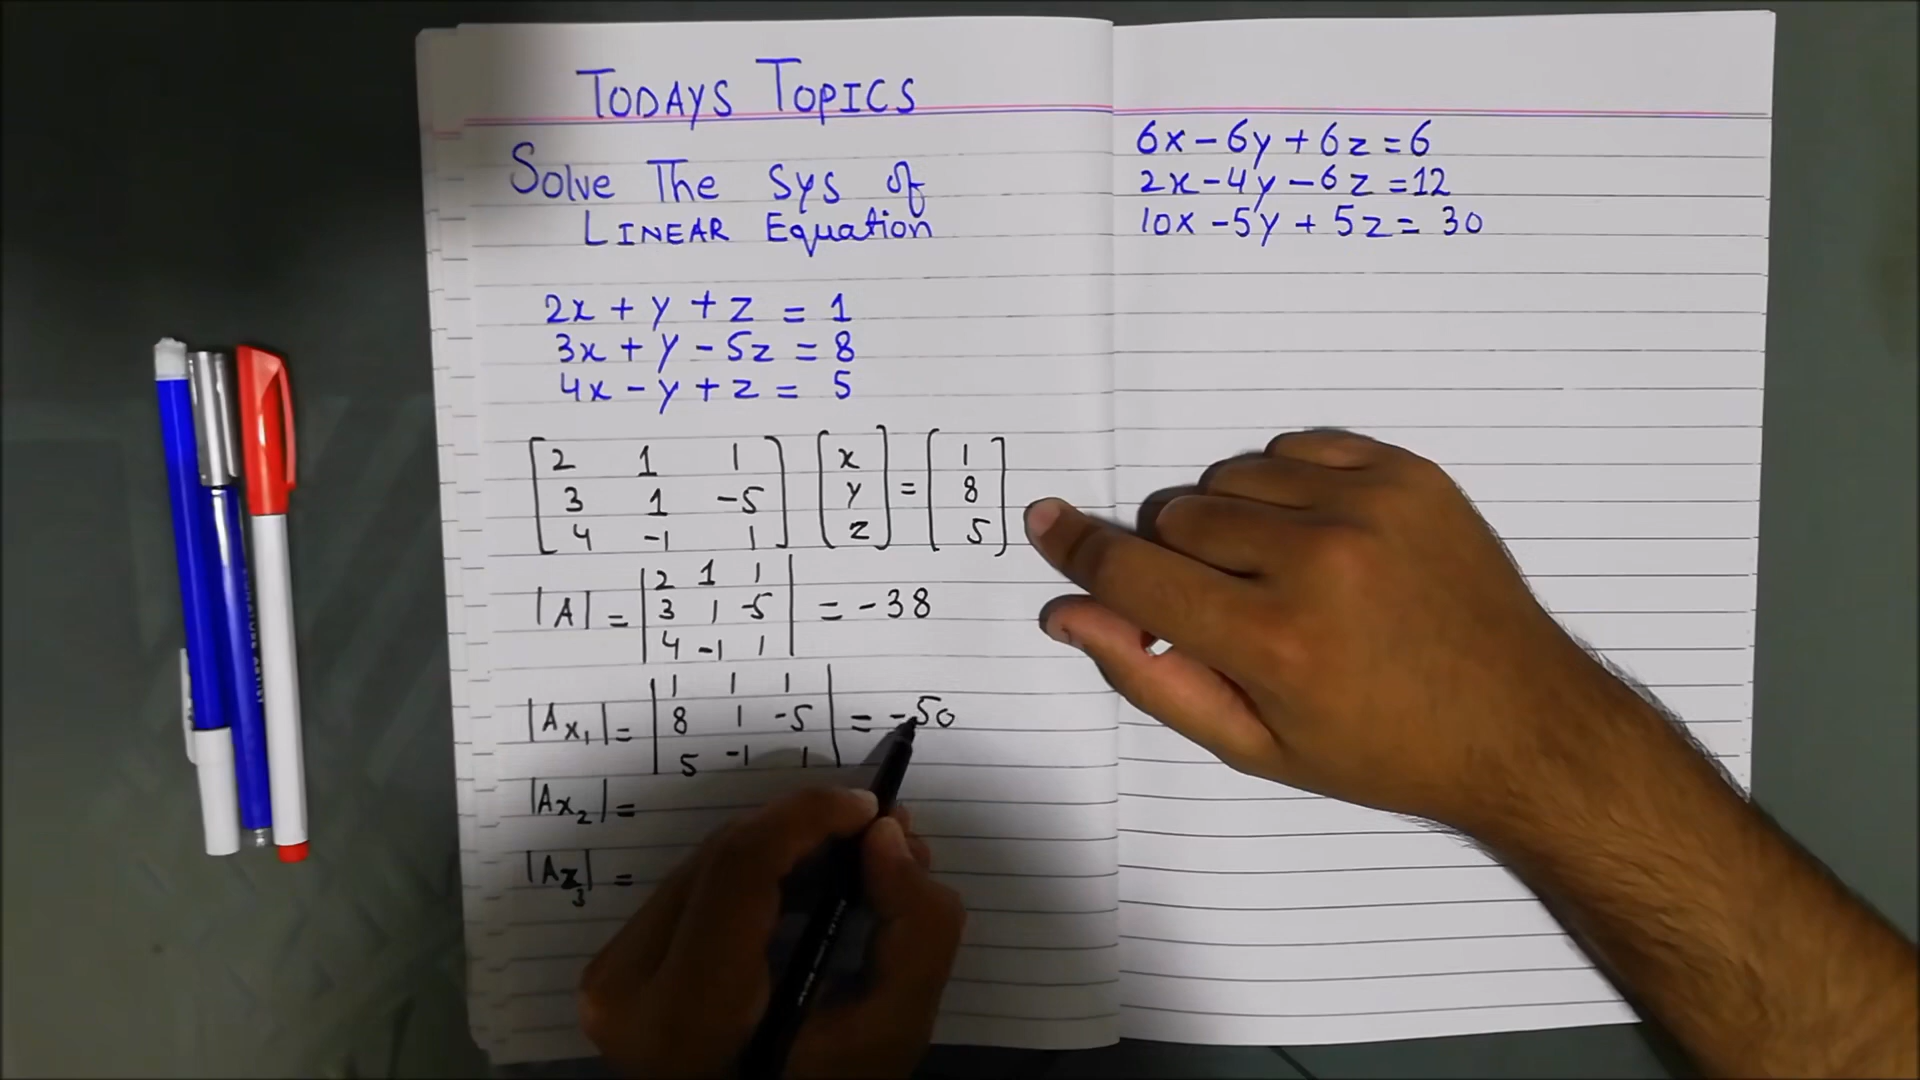 TODAYS TOPICS
Solve The Sys of
LINEAR Equation
2x + y + z = 1
3x + y - 5z = 8
4x - y + z = 5
[2 1 1] [x] [1]
[3 1 -5] [y] = [8]
[4 -1 1] [z] [5]
|2 1 1|
|A| = |3 1 -5| = -38
|4 -1 1|
|1 1 1|
|Ax₁| = |8 1 -5| = -50
|5 -1 1|
|Ax₂| =
|Ax₃| =
6x - 6y + 6z = 6
2x - 4y - 6z = 12
10x - 5y + 5z = 30